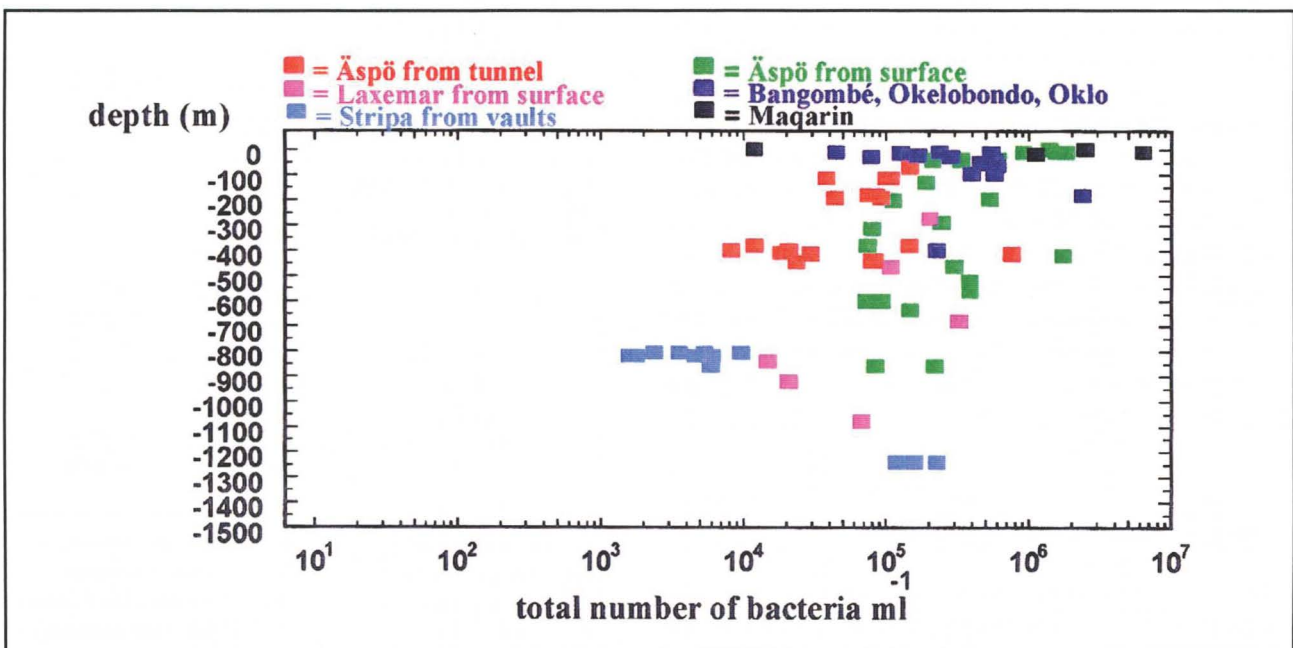 = Äspö from tunnel
= Äspö from surface
= Laxemar from surface
= Bangombé, Okelobondo, Oklo
= Stripa from vaults
= Maqarin
depth (m)
0
-100
-200
-300
-400
-500
-600
-700
-800
-900
-1000
-1100
-1200
-1300
-1400
-1500
10¹ 10² 10³ 10⁴ 10⁵ 10⁶ 10⁷
total number of bacteria ml⁻¹